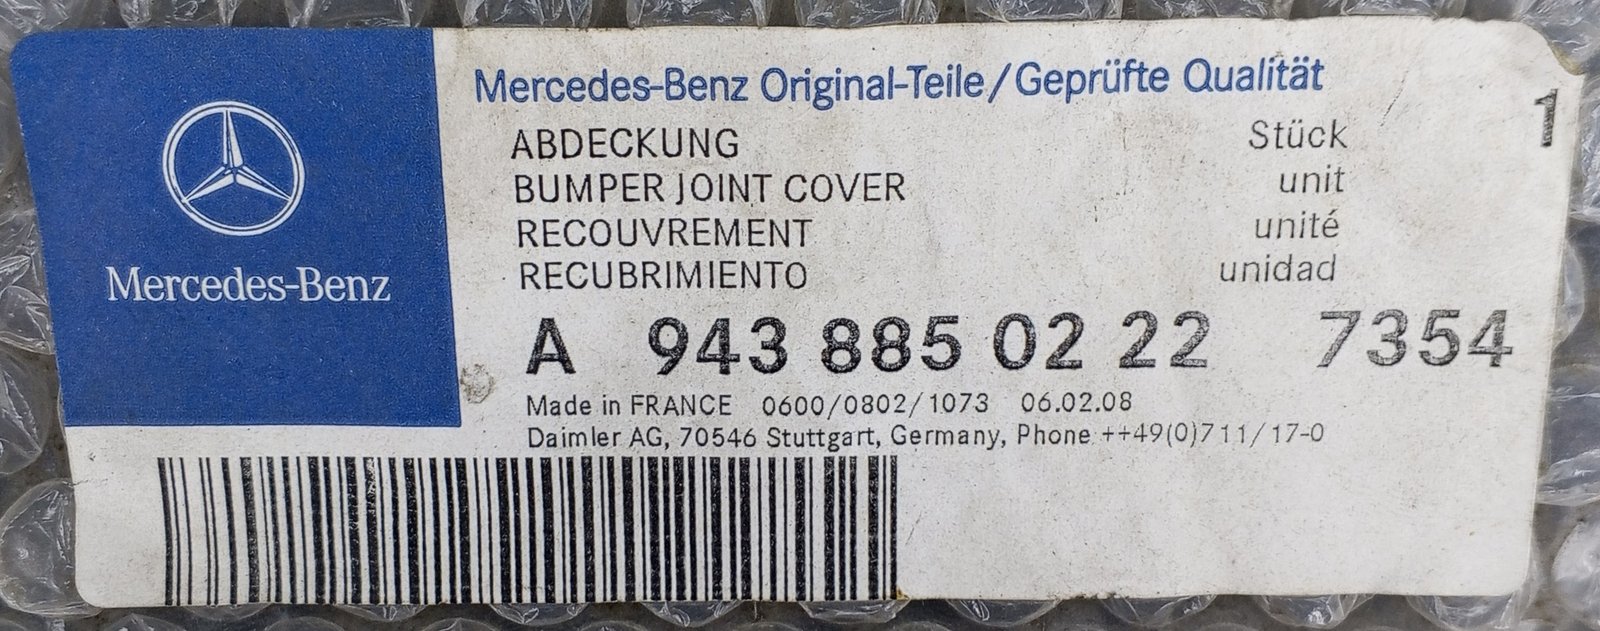 Mercedes-Benz
Mercedes-Benz Original-Teile/Geprüfte Qualität
ABDECKUNG Stück 1
BUMPER JOINT COVER unit
RECOUVREMENT unité
RECUBRIMIENTO unidad
A 943 885 02 22 7354
Made in FRANCE 0600/0802/1073 06.02.08
Daimler AG, 70546 Stuttgart, Germany, Phone ++49(0)711/17-0